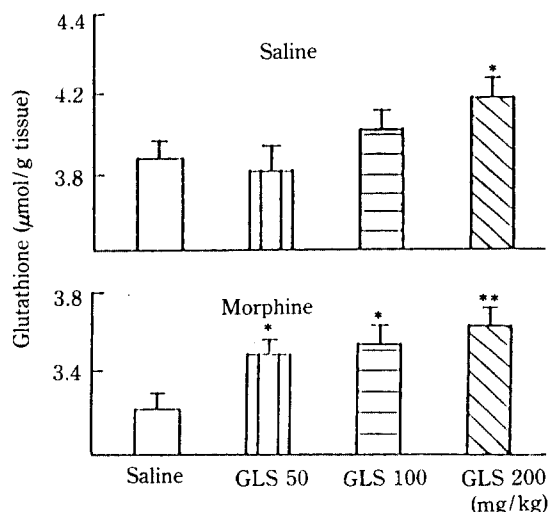 4.4
Saline
*
4.2
3.8
Glutathione (μmol/g tissue)
3.8
Morphine
* * **
3.4
Saline GLS 50 GLS 100 GLS 200
(mg/kg)